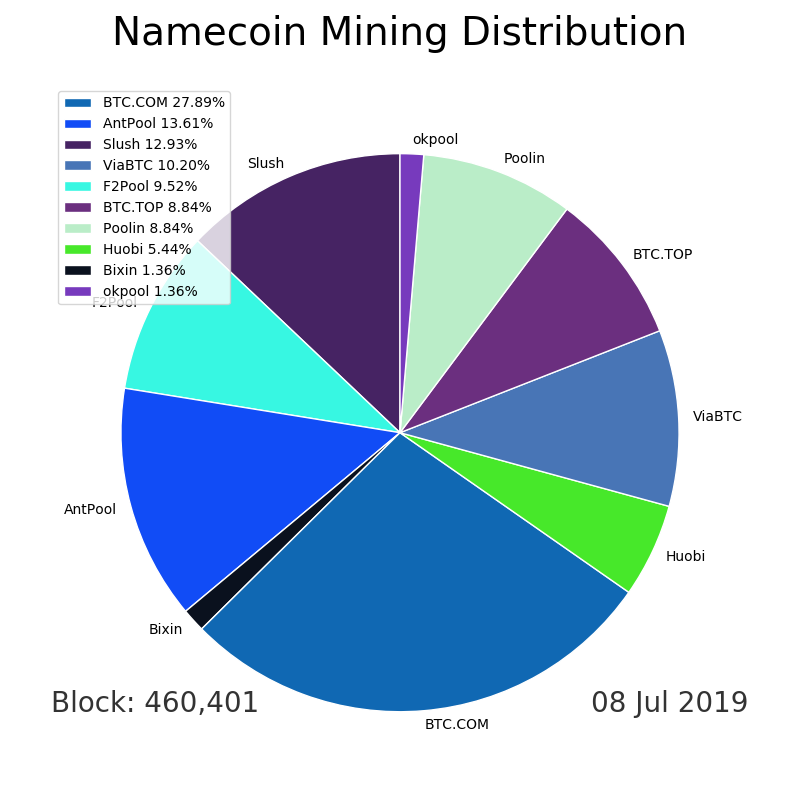 Namecoin Mining Distribution
BTC.COM 27.89%
AntPool 13.61%
Slush 12.93%
ViaBTC 10.20%
F2Pool 9.52%
BTC.TOP 8.84%
Poolin 8.84%
Huobi 5.44%
Bixin 1.36%
okpool 1.36%
okpool
Poolin
Slush
BTC.TOP
F2Pool
ViaBTC
AntPool
Huobi
Bixin
BTC.COM
Block: 460,401
08 Jul 2019